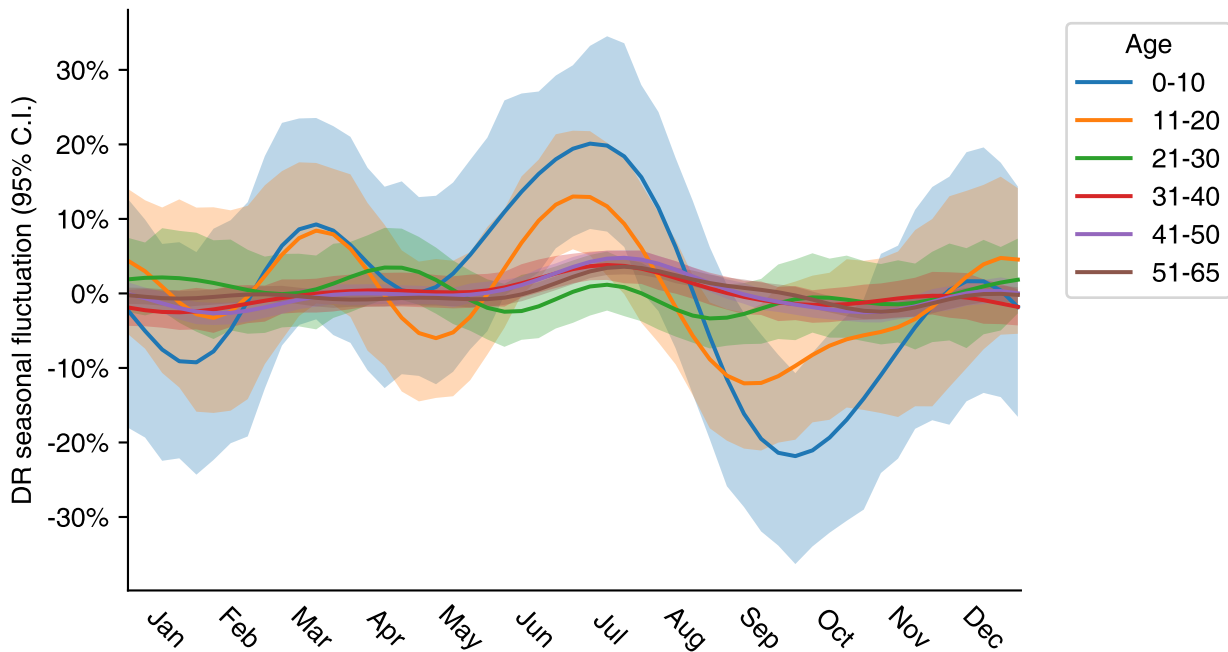 DR seasonal fluctuation (95% C.I.)
30%
20%
10%
0%
-10%
-20%
-30%
Jan
Feb
Mar
Apr
May
Jun
Jul
Aug
Sep
Oct
Nov
Dec
Age
0-10
11-20
21-30
31-40
41-50
51-65